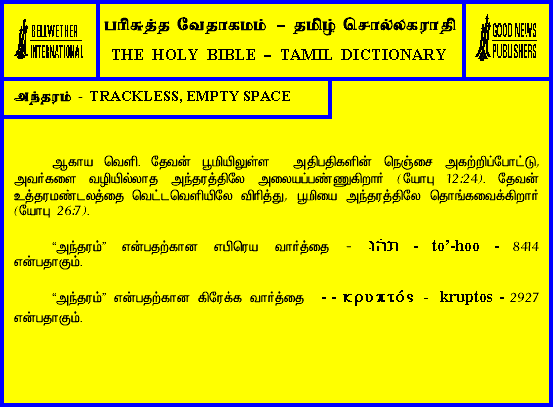 BELLWETHER
INTERNATIONAL
பரிசுத்த வேதாகமம் – தமிழ் சொல்லகராதி
THE HOLY BIBLE – TAMIL DICTIONARY
GOOD NEWS
PUBLISHERS
அந்தரம் - TRACKLESS, EMPTY SPACE
ஆகாய வெளி. தேவன் பூமியிலுள்ள அதிபதிகளின் நெஞ்சை அகற்றிப்போட்டு,
அவர்களை வழியில்லாத அந்தரத்திலே அலையப்பண்ணுகிறார் (யோபு 12:24). தேவன்
உத்தரமண்டலத்தை வெட்டவெளியிலே விரித்து, பூமியை அந்தரத்திலே தொங்கவைக்கிறார்
(யோபு 26:7).
“அந்தரம்” என்பதற்கான எபிரெய வார்த்தை - תֹּהוּ - to’-hoo - 8414
என்பதாகும்.
“அந்தரம்” என்பதற்கான கிரேக்க வார்த்தை - - κρυπτός - kruptos - 2927
என்பதாகும்.